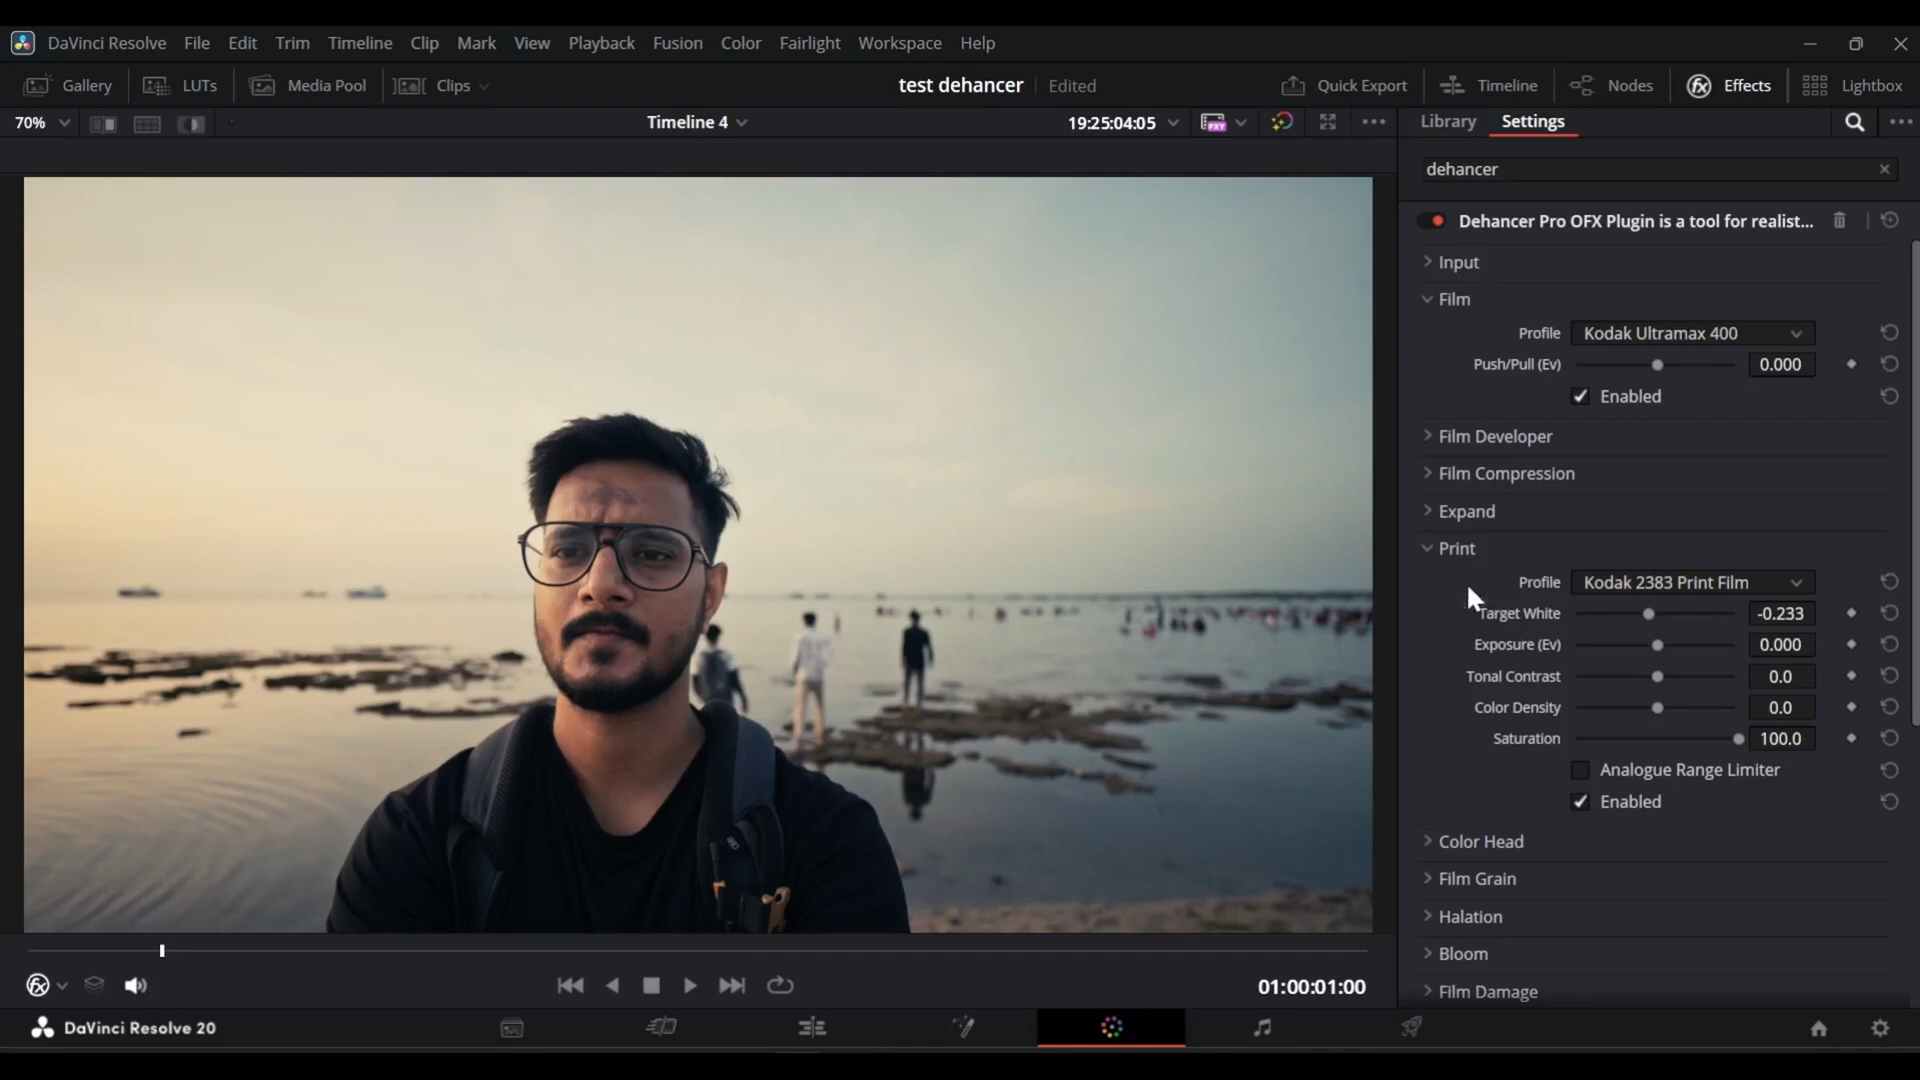 DaVinci Resolve File Edit Trim Timeline Clip Mark View Playback Fusion Color Fairlight Workspace Help
Gallery LUTs Media Pool Clips test dehancer Edited Quick Export Timeline Nodes Effects Lightbox
70% Timeline 4 19:25:04:05 PXY Library Settings
dehancer
Dehancer Pro OFX Plugin is a tool for realist...
Input
Film
Profile Kodak Ultramax 400
Push/Pull (Ev) 0.000
Enabled
Film Developer
Film Compression
Expand
Print
Profile Kodak 2383 Print Film
Target White -0.233
Exposure (Ev) 0.000
Tonal Contrast 0.0
Color Density 0.0
Saturation 100.0
Analogue Range Limiter
Enabled
Color Head
Film Grain
Halation
Bloom
Film Damage
fx 01:00:01:00
DaVinci Resolve 20